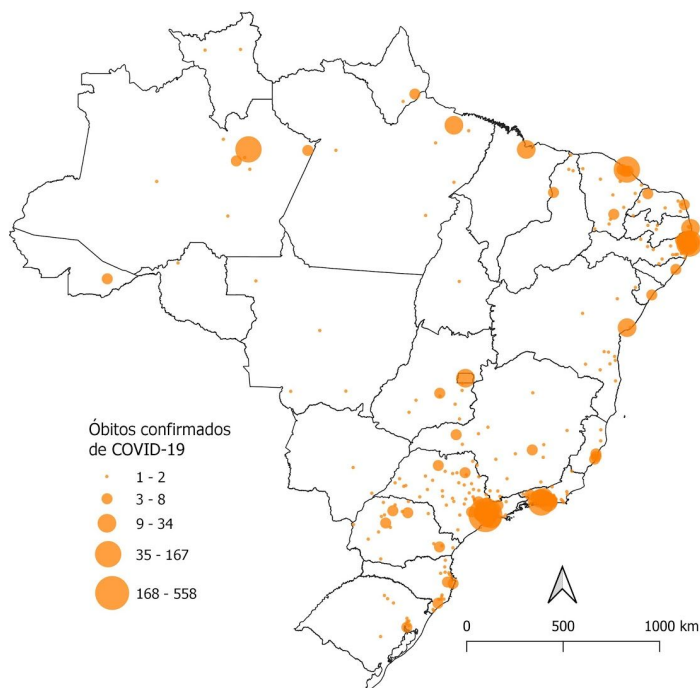 Óbitos confirmados
de COVID-19
1 - 2
3 - 8
9 - 34
35 - 167
168 - 558
0 500 1000 km